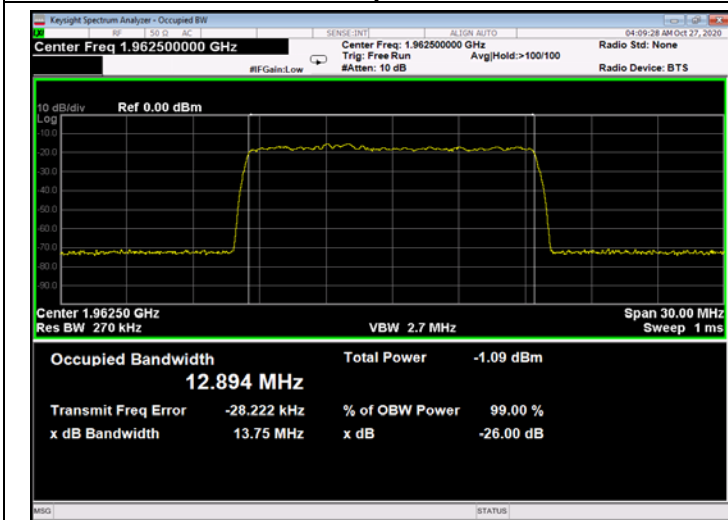 Keysight Spectrum Analyzer - Occupied BW
LXI RF 50 Ω AC SENSE:INT ALIGN AUTO 04:09:28 AM Oct 27, 2020
Center Freq 1.962500000 GHz
Center Freq: 1.962500000 GHz
Radio Std: None
Trig: Free Run Avg|Hold:>100/100
#IFGain:Low #Atten: 10 dB Radio Device: BTS
10 dB/div Ref 0.00 dBm
Log
-10.0
-20.0
-30.0
-40.0
-50.0
-60.0
-70.0
-80.0
-90.0
Center 1.96250 GHz Span 30.00 MHz
Res BW 270 kHz VBW 2.7 MHz Sweep 1 ms
Occupied Bandwidth Total Power -1.09 dBm
12.894 MHz
Transmit Freq Error -28.222 kHz % of OBW Power 99.00 %
x dB Bandwidth 13.75 MHz x dB -26.00 dB
MSG STATUS